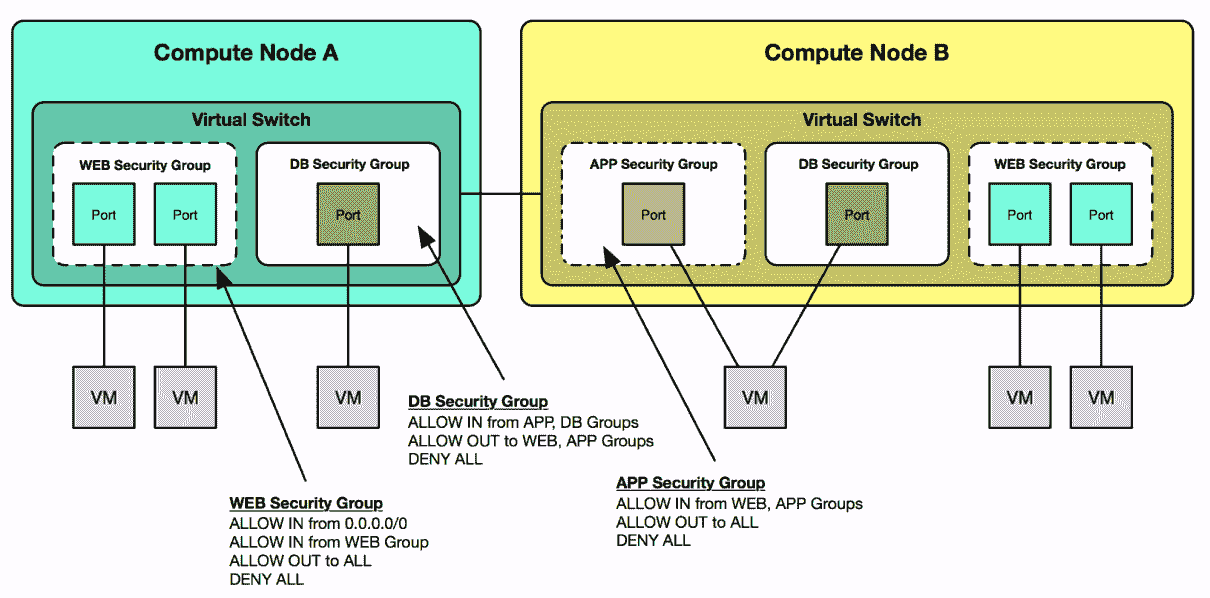 Compute Node A
Compute Node B
Virtual Switch
Virtual Switch
WEB Security Group
DB Security Group
APP Security Group
DB Security Group
WEB Security Group
Port
Port
Port
Port
Port
Port
Port
VM
VM
VM
VM
VM
VM
DB Security Group
ALLOW IN from APP, DB Groups
ALLOW OUT to WEB, APP Groups
DENY ALL
APP Security Group
ALLOW IN from WEB, APP Groups
ALLOW OUT to ALL
DENY ALL
WEB Security Group
ALLOW IN from 0.0.0.0/0
ALLOW IN from WEB Group
ALLOW OUT to ALL
DENY ALL